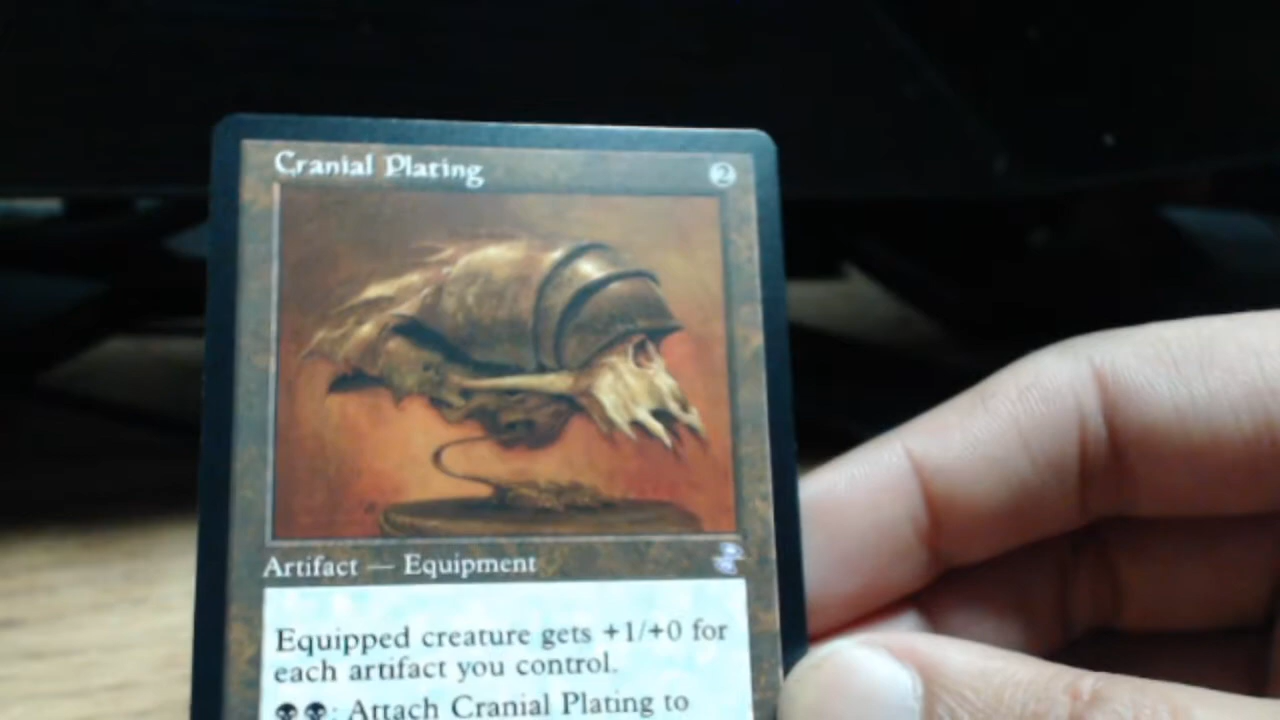 Cranial Plating 2
Artifact — Equipment
Equipped creature gets +1/+0 for
each artifact you control.
: Attach Cranial Plating to